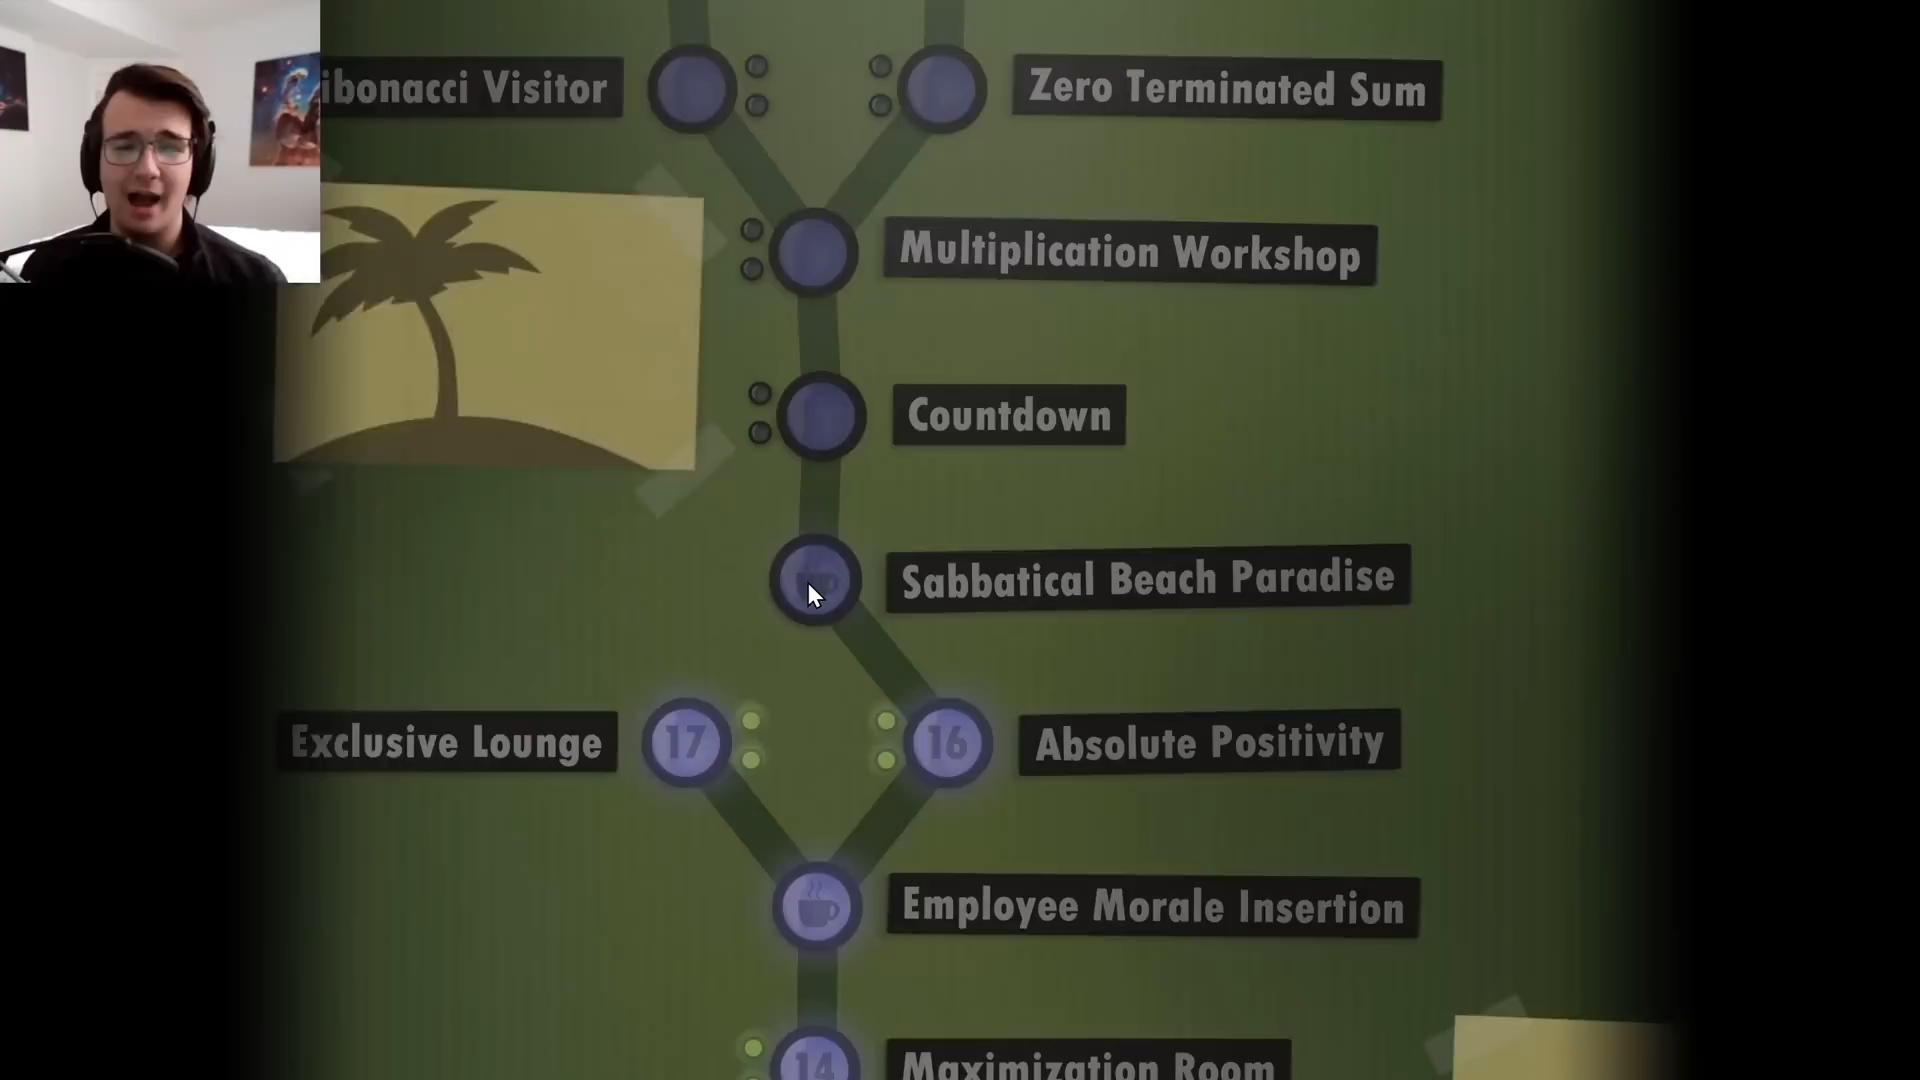 ibonacci Visitor
Zero Terminated Sum
Multiplication Workshop
Countdown
Sabbatical Beach Paradise
Exclusive Lounge
17
16
Absolute Positivity
Employee Morale Insertion
14
Maximization Room